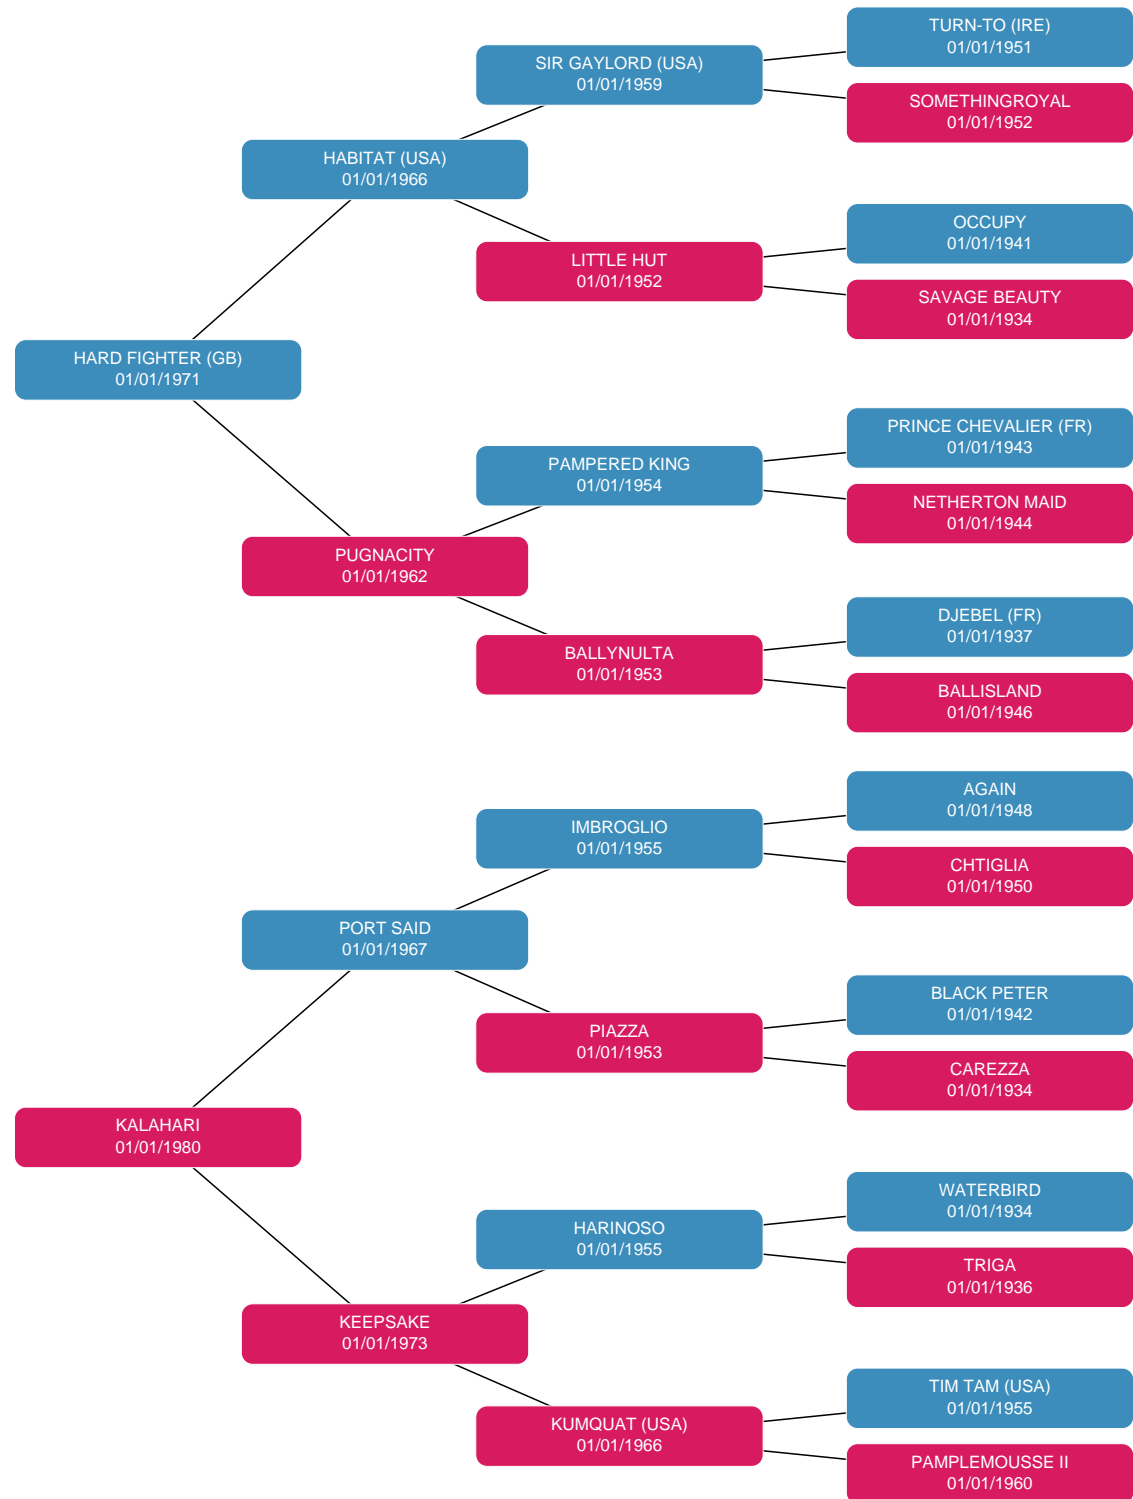 TURN-TO (IRE)
01/01/1951
SIR GAYLORD (USA)
01/01/1959
SOMETHINGROYAL
01/01/1952
HABITAT (USA)
01/01/1966
OCCUPY
01/01/1941
LITTLE HUT
01/01/1952
SAVAGE BEAUTY
01/01/1934
HARD FIGHTER (GB)
01/01/1971
PRINCE CHEVALIER (FR)
01/01/1943
PAMPERED KING
01/01/1954
NETHERTON MAID
01/01/1944
PUGNACITY
01/01/1962
DJEBEL (FR)
01/01/1937
BALLYNULTA
01/01/1953
BALLISLAND
01/01/1946
AGAIN
01/01/1948
IMBROGLIO
01/01/1955
CHTIGLIA
01/01/1950
PORT SAID
01/01/1967
BLACK PETER
01/01/1942
PIAZZA
01/01/1953
CAREZZA
01/01/1934
KALAHARI
01/01/1980
WATERBIRD
01/01/1934
HARINOSO
01/01/1955
TRIGA
01/01/1936
KEEPSAKE
01/01/1973
TIM TAM (USA)
01/01/1955
KUMQUAT (USA)
01/01/1966
PAMPLEMOUSSE II
01/01/1960